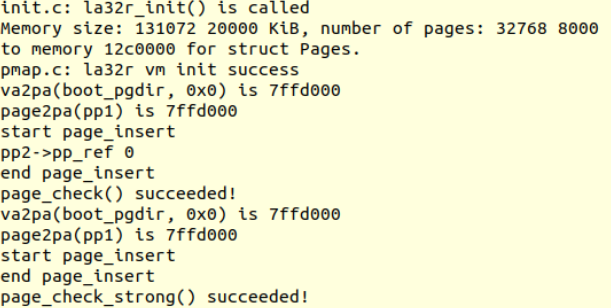 init.c: la32r_init() is called
Memory size: 131072 20000 KiB, number of pages: 32768 8000
to memory 12c0000 for struct Pages.
pmap.c: la32r vm init success
va2pa(boot_pgdir, 0x0) is 7ffd000
page2pa(pp1) is 7ffd000
start page_insert
pp2->pp_ref 0
end page_insert
page_check() succeeded!
va2pa(boot_pgdir, 0x0) is 7ffd000
page2pa(pp1) is 7ffd000
start page_insert
end page_insert
page_check_strong() succeeded!